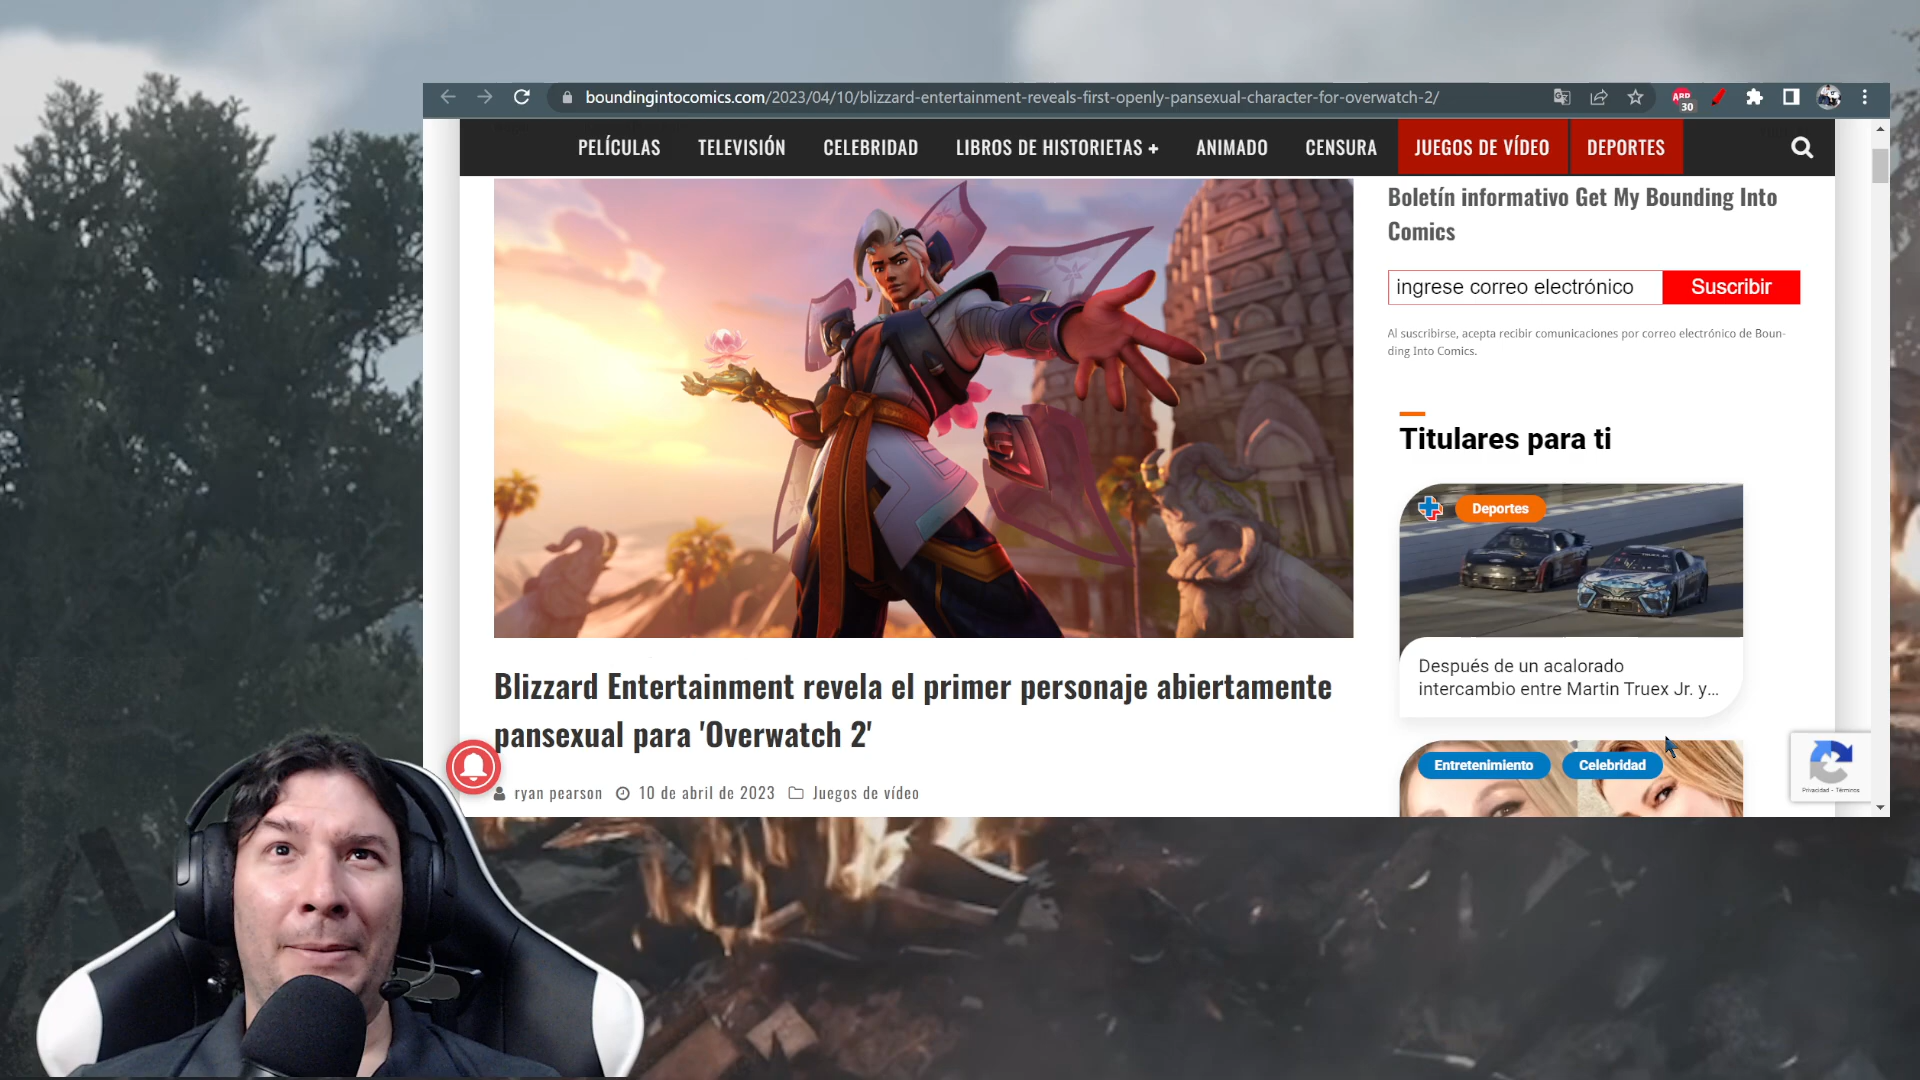 boundingintocomics.com/2023/04/10/blizzard-entertainment-reveals-first-openly-pansexual-character-for-overwatch-2/
ABP
30
PELÍCULAS TELEVISIÓN CELEBRIDAD LIBROS DE HISTORIETAS + ANIMADO CENSURA JUEGOS DE VÍDEO DEPORTES
Boletín informativo Get My Bounding Into
Comics
ingrese correo electrónico Suscribir
Al suscribirse, acepta recibir comunicaciones por correo electrónico de Boun-
ding Into Comics.
Titulares para ti
Deportes
Después de un acalorado
intercambio entre Martin Truex Jr. y...
Entretenimiento Celebridad
Privacidad - Términos
Blizzard Entertainment revela el primer personaje abiertamente
pansexual para 'Overwatch 2'
ryan pearson 10 de abril de 2023 Juegos de vídeo